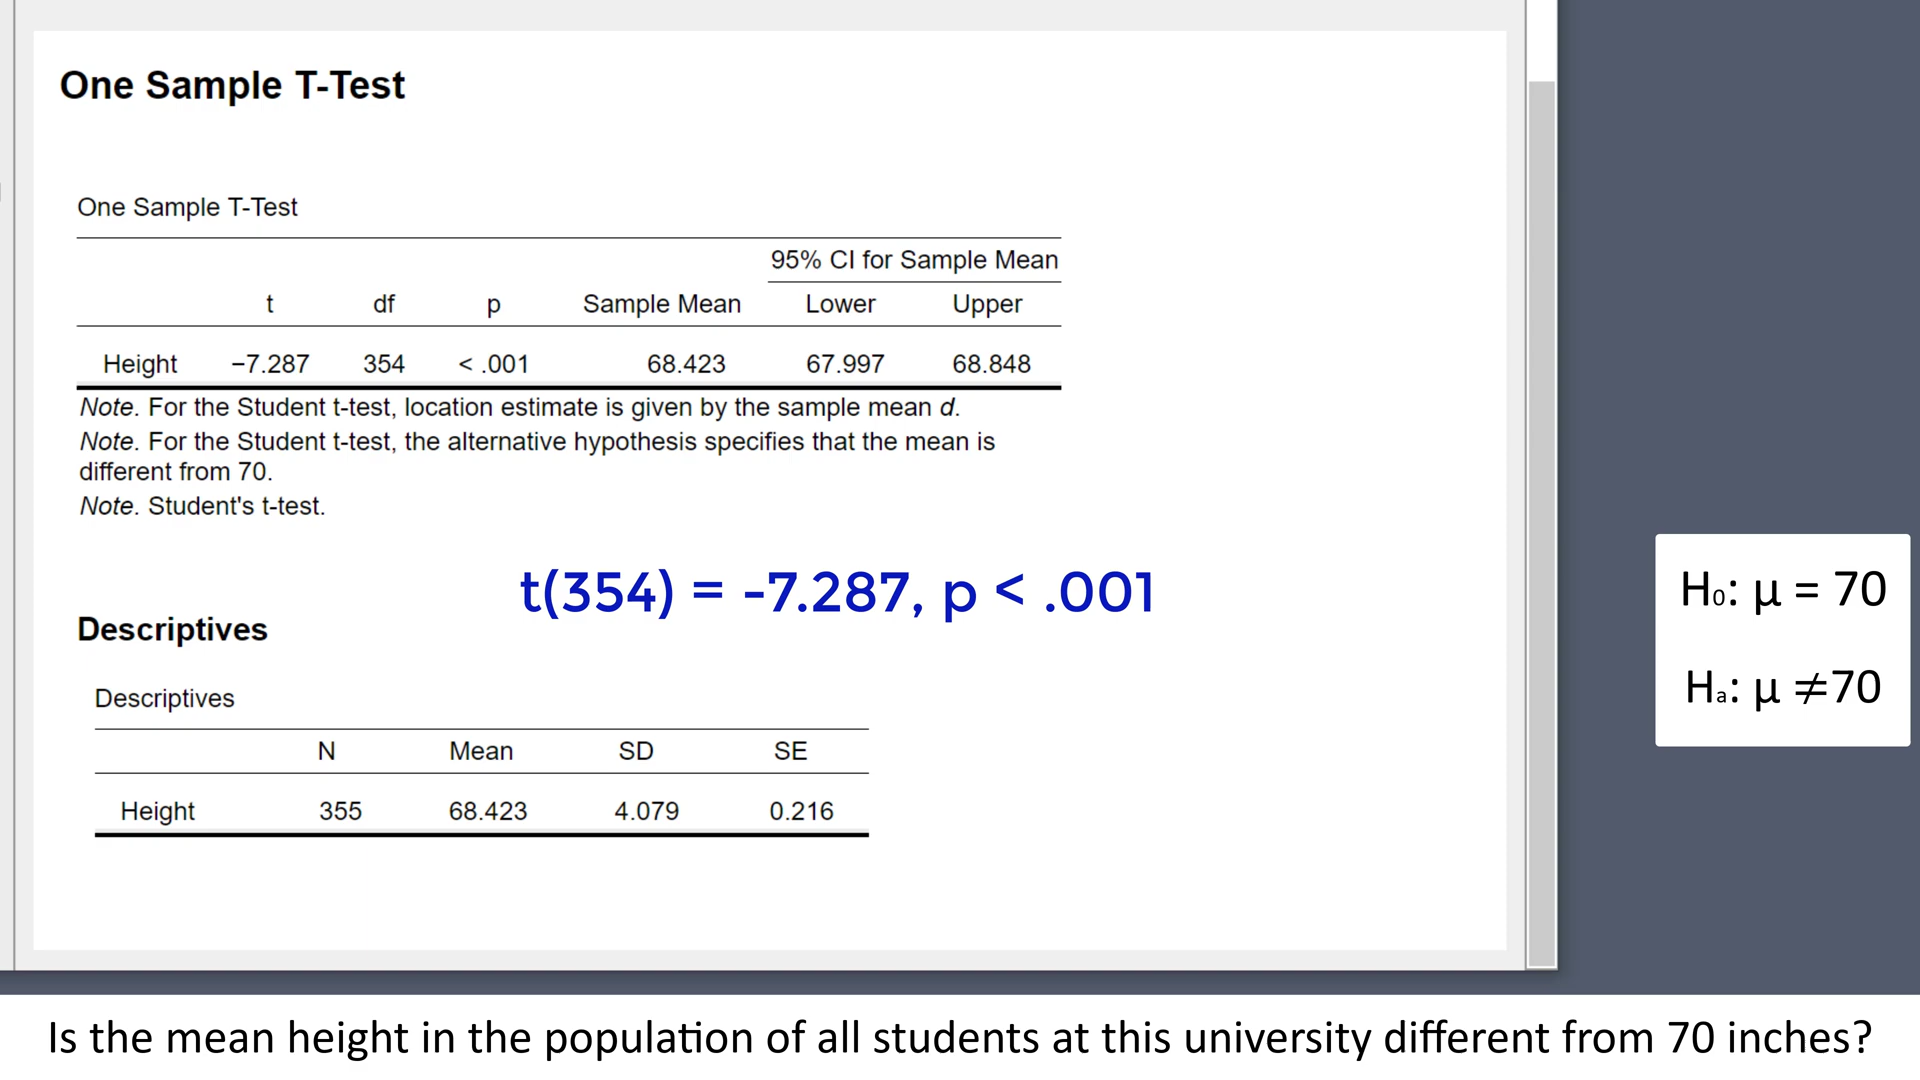 One Sample T-Test
One Sample T-Test
95% CI for Sample Mean
t df p Sample Mean Lower Upper
Height −7.287 354 < .001 68.423 67.997 68.848
Note. For the Student t-test, location estimate is given by the sample mean d.
Note. For the Student t-test, the alternative hypothesis specifies that the mean is
different from 70.
Note. Student's t-test.
t(354) = -7.287, p < .001
Descriptives
Descriptives
N Mean SD SE
Height 355 68.423 4.079 0.216
H₀: µ = 70
Hₐ: µ ≠70
Is the mean height in the population of all students at this university different from 70 inches?